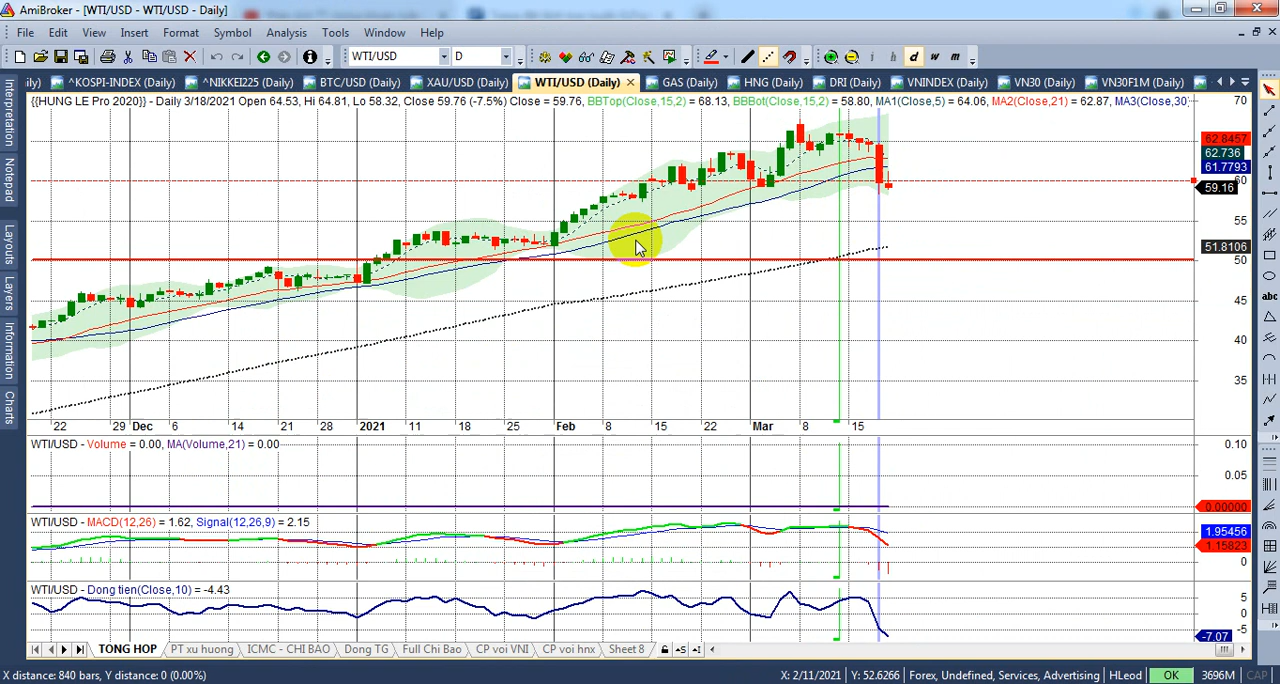 AmiBroker - [WTI/USD - WTI/USD - Daily]
File Edit View Insert Format Symbol Analysis Tools Window Help
WTI/USD D i h d w m
ily) ^KOSPI-INDEX (Daily) ^NIKKEI225 (Daily) BTC/USD (Daily) XAU/USD (Daily) WTI/USD (Daily) GAS (Daily) HNG (Daily) DRI (Daily) VNINDEX (Daily) VN30 (Daily) VN30F1M (Daily)
{{HUNG LE Pro 2020}} - Daily 3/18/2021 Open 64.53, Hi 64.81, Lo 58.32, Close 59.76 (-7.5%) Close = 59.76, BBTop(Close,15,2) = 68.13, BBBot(Close,15,2) = 58.80, MA1(Close,5) = 64.06, MA2(Close,21) = 62.87, MA3(Close,30)
Interpretation
Notepad
Layouts
Layers
Information
Charts
abc
70
62.8457
62.736
61.7793
60
59.16
55
51.8106
50
45
40
35
22 29 Dec 6 14 21 28 2021 11 18 25 Feb 8 15 22 Mar 8 15
WTI/USD - Volume = 0.00, MA(Volume,21) = 0.00
0.10
0.05
0.00000
WTI/USD - MACD(12,26) = 1.62, Signal(12,26,9) = 2.15
1.95456
1.15823
0
WTI/USD - Dong tien(Close,10) = -4.43
5
0
-5
-7.07
TONG HOP PT xu huong ICMC - CHI BAO Dong TG Full Chi Bao CP voi VNI CP voi hnx Sheet 8
X distance: 840 bars, Y distance: 0 (0.00%) X: 2/11/2021 Y: 52.6266 Forex, Undefined, Services, Advertising HLeod OK 3696M CAP